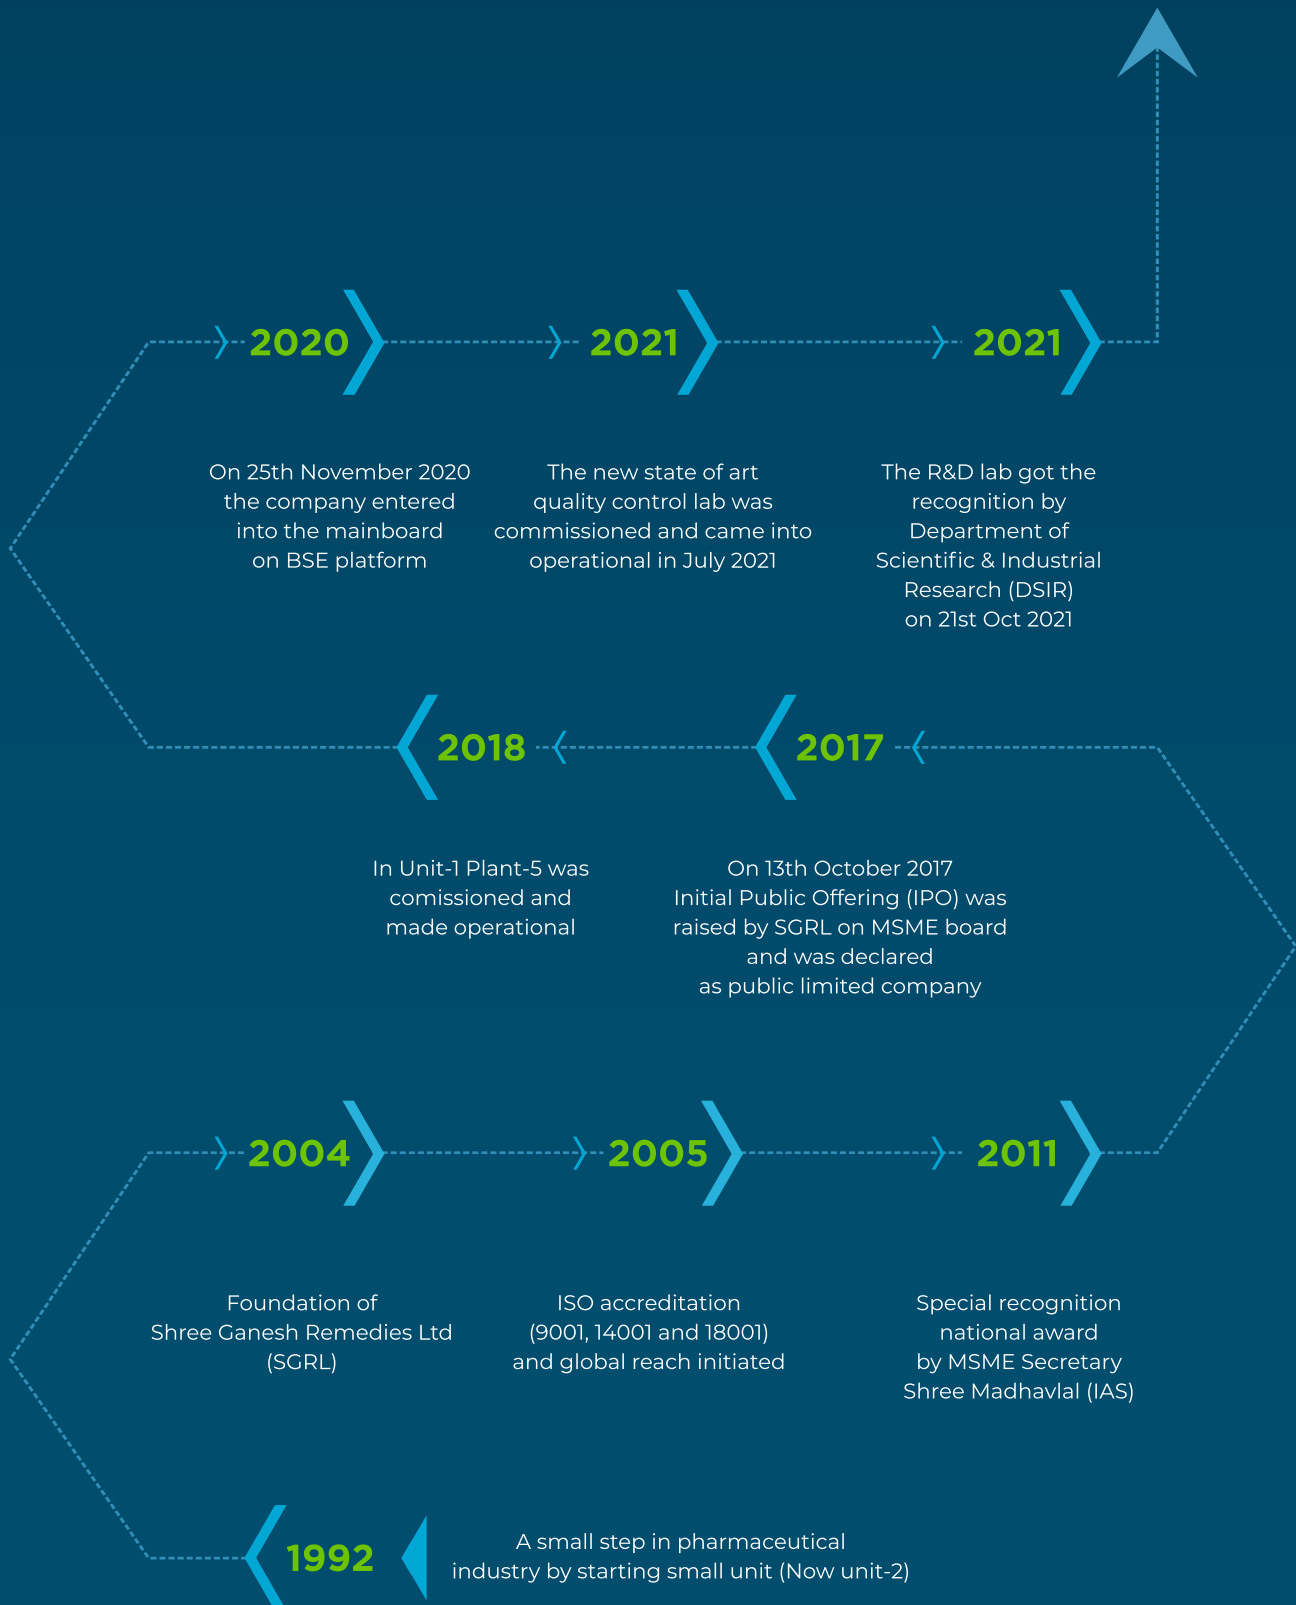 2020
On 25th November 2020
the company entered
into the mainboard
on BSE platform
2021
The new state of art
quality control lab was
commissioned and came into
operational in July 2021
2021
The R&D lab got the
recognition by
Department of
Scientific & Industrial
Research (DSIR)
on 21st Oct 2021
2018
In Unit-1 Plant-5 was
comissioned and
made operational
2017
On 13th October 2017
Initial Public Offering (IPO) was
raised by SGRL on MSME board
and was declared
as public limited company
2004
Foundation of
Shree Ganesh Remedies Ltd
(SGRL)
2005
ISO accreditation
(9001, 14001 and 18001)
and global reach initiated
2011
Special recognition
national award
by MSME Secretary
Shree Madhavlal (IAS)
1992
A small step in pharmaceutical
industry by starting small unit (Now unit-2)